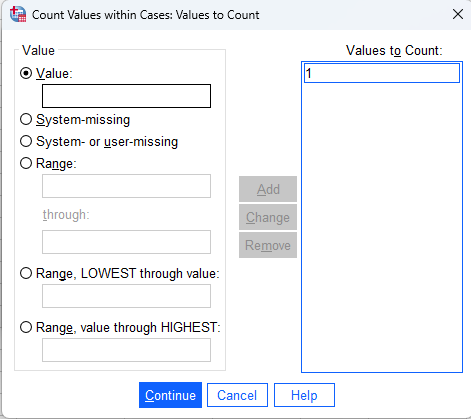 Count Values within Cases: Values to Count
Value
Value:
System-missing
System- or user-missing
Range:
through:
Range, LOWEST through value:
Range, value through HIGHEST:
Add
Change
Remove
Values to Count:
1
Continue
Cancel
Help